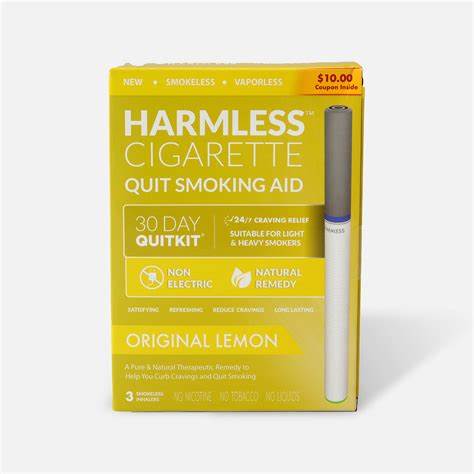 NEW • SMOKELESS • VAPORLESS
$10.00
Coupon Inside
HARMLESS™
CIGARETTE
QUIT SMOKING AID
30 DAY
QUITKIT®
24/7 CRAVING RELIEF
SUITABLE FOR LIGHT
& HEAVY SMOKERS
NON
ELECTRIC
NATURAL
REMEDY
SATISFYING REFRESHING REDUCE CRAVINGS LONG LASTING
ORIGINAL LEMON
A Pure & Natural Therapeutic Remedy to
Help You Curb Cravings and Quit Smoking
3 SMOKELESS
INHALERS
NO NICOTINE NO TOBACCO NO LIQUIDS
HARMLESS